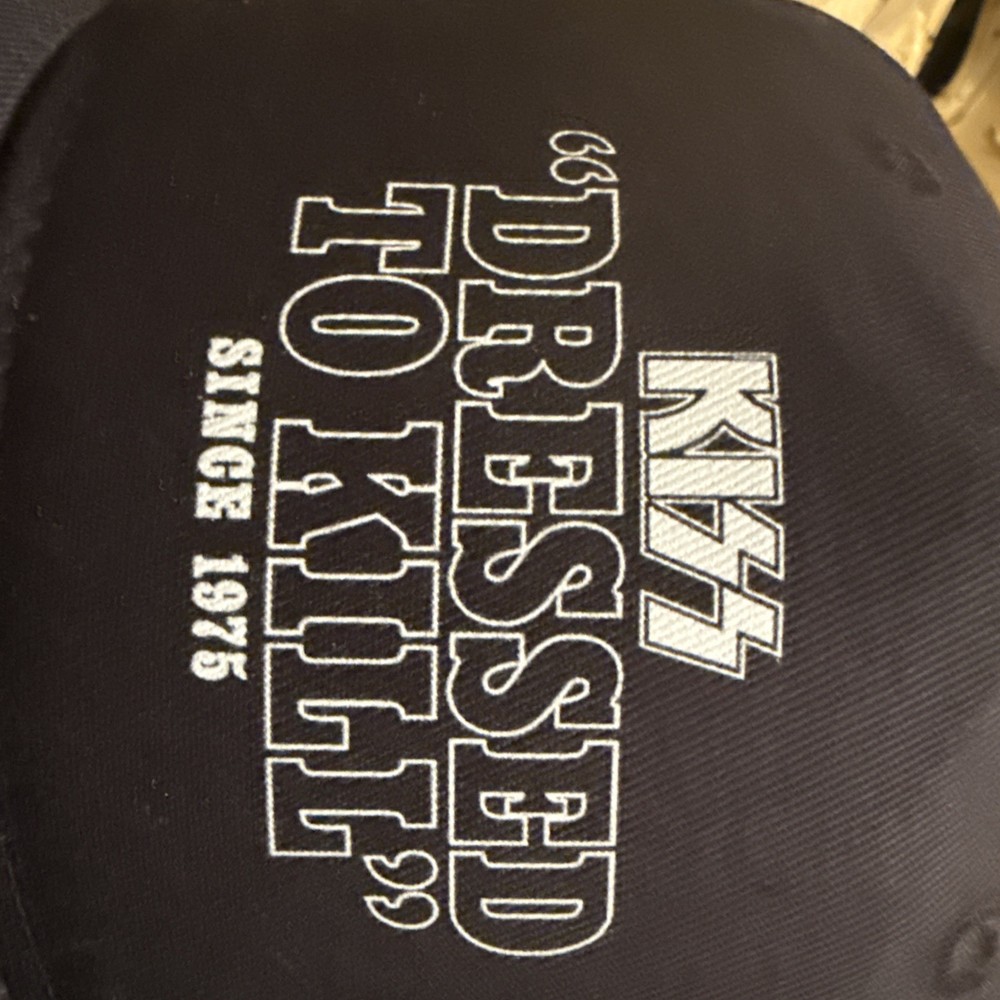 KISS
“DRESSED
TO KILL”
SINCE 1975